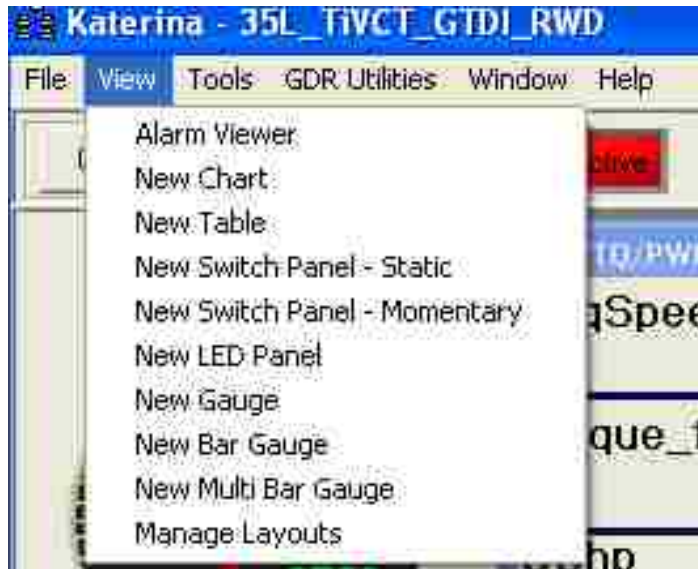 Katerina - 35L_TiVCT_GTDI_RWD
File View Tools GDR Utilities Window Help
Alarm Viewer
New Chart
New Table
New Switch Panel - Static
New Switch Panel - Momentary
New LED Panel
New Gauge
New Bar Gauge
New Multi Bar Gauge
Manage Layouts